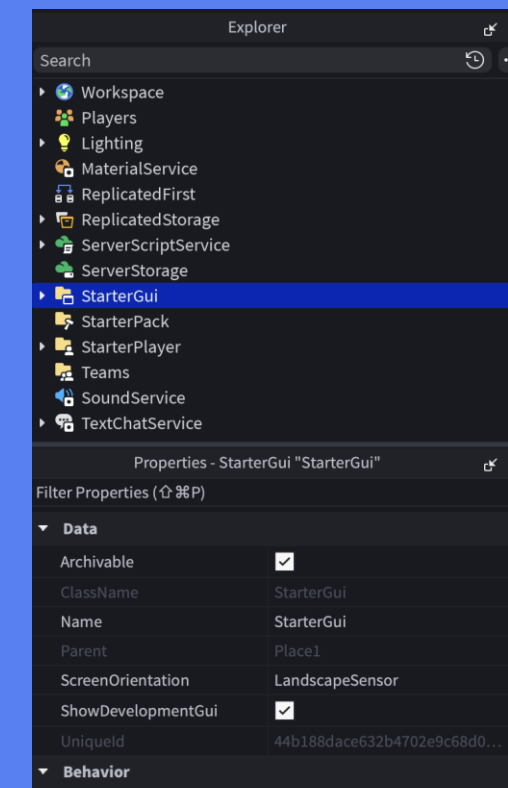 Explorer
Search
Workspace
Players
Lighting
MaterialService
ReplicatedFirst
ReplicatedStorage
ServerScriptService
ServerStorage
StarterGui
StarterPack
StarterPlayer
Teams
SoundService
TextChatService
Properties - StarterGui "StarterGui"
Filter Properties (⇧⌘P)
Data
Archivable
ClassName StarterGui
Name StarterGui
Parent Place1
ScreenOrientation LandscapeSensor
ShowDevelopmentGui
UniqueId 44b188dace632b4702e9c68d0...
Behavior